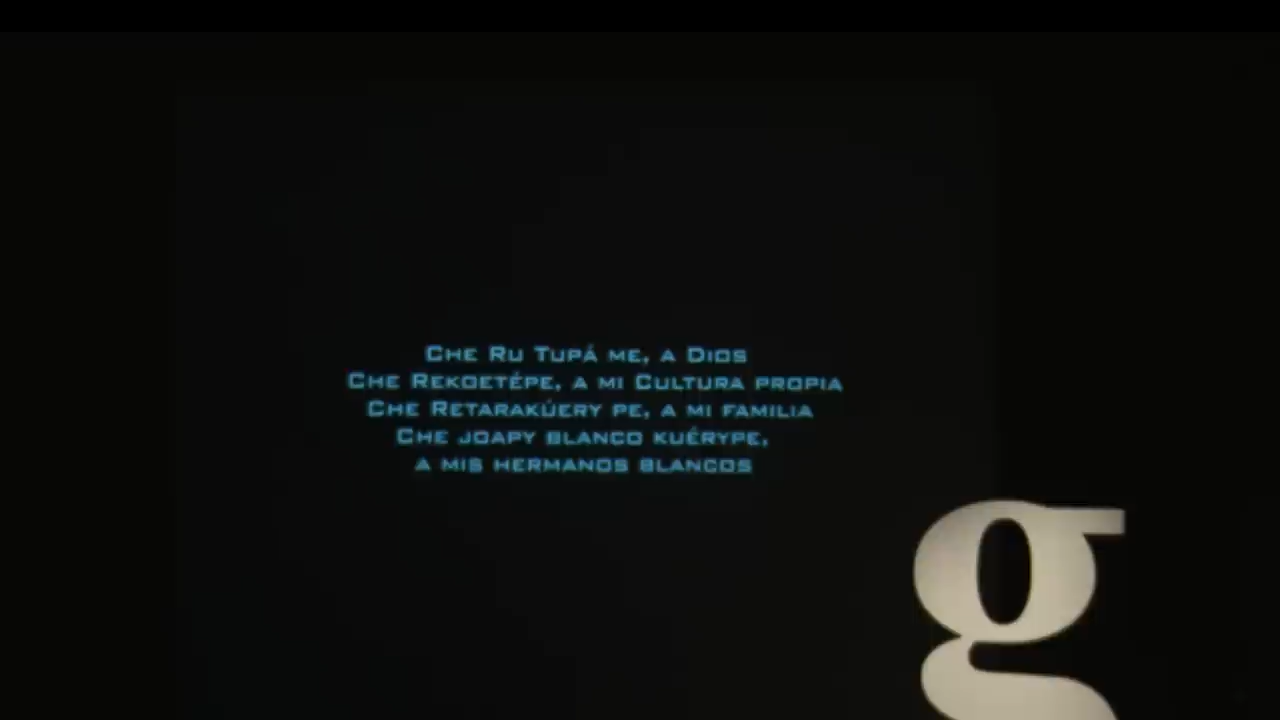 Che Ru Tupá me, a Dios
Che Rekoetépe, a mi Cultura propia
Che Retarakúery pe, a mi familia
Che joapy blanco kuérype,
a mis hermanos blancos
g